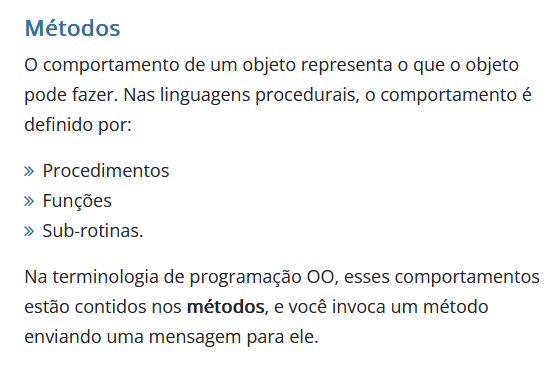 Métodos
O comportamento de um objeto representa o que o objeto
pode fazer. Nas linguagens procedurais, o comportamento é
definido por:
» Procedimentos
» Funções
» Sub-rotinas.
Na terminologia de programação OO, esses comportamentos
estão contidos nos métodos, e você invoca um método
enviando uma mensagem para ele.